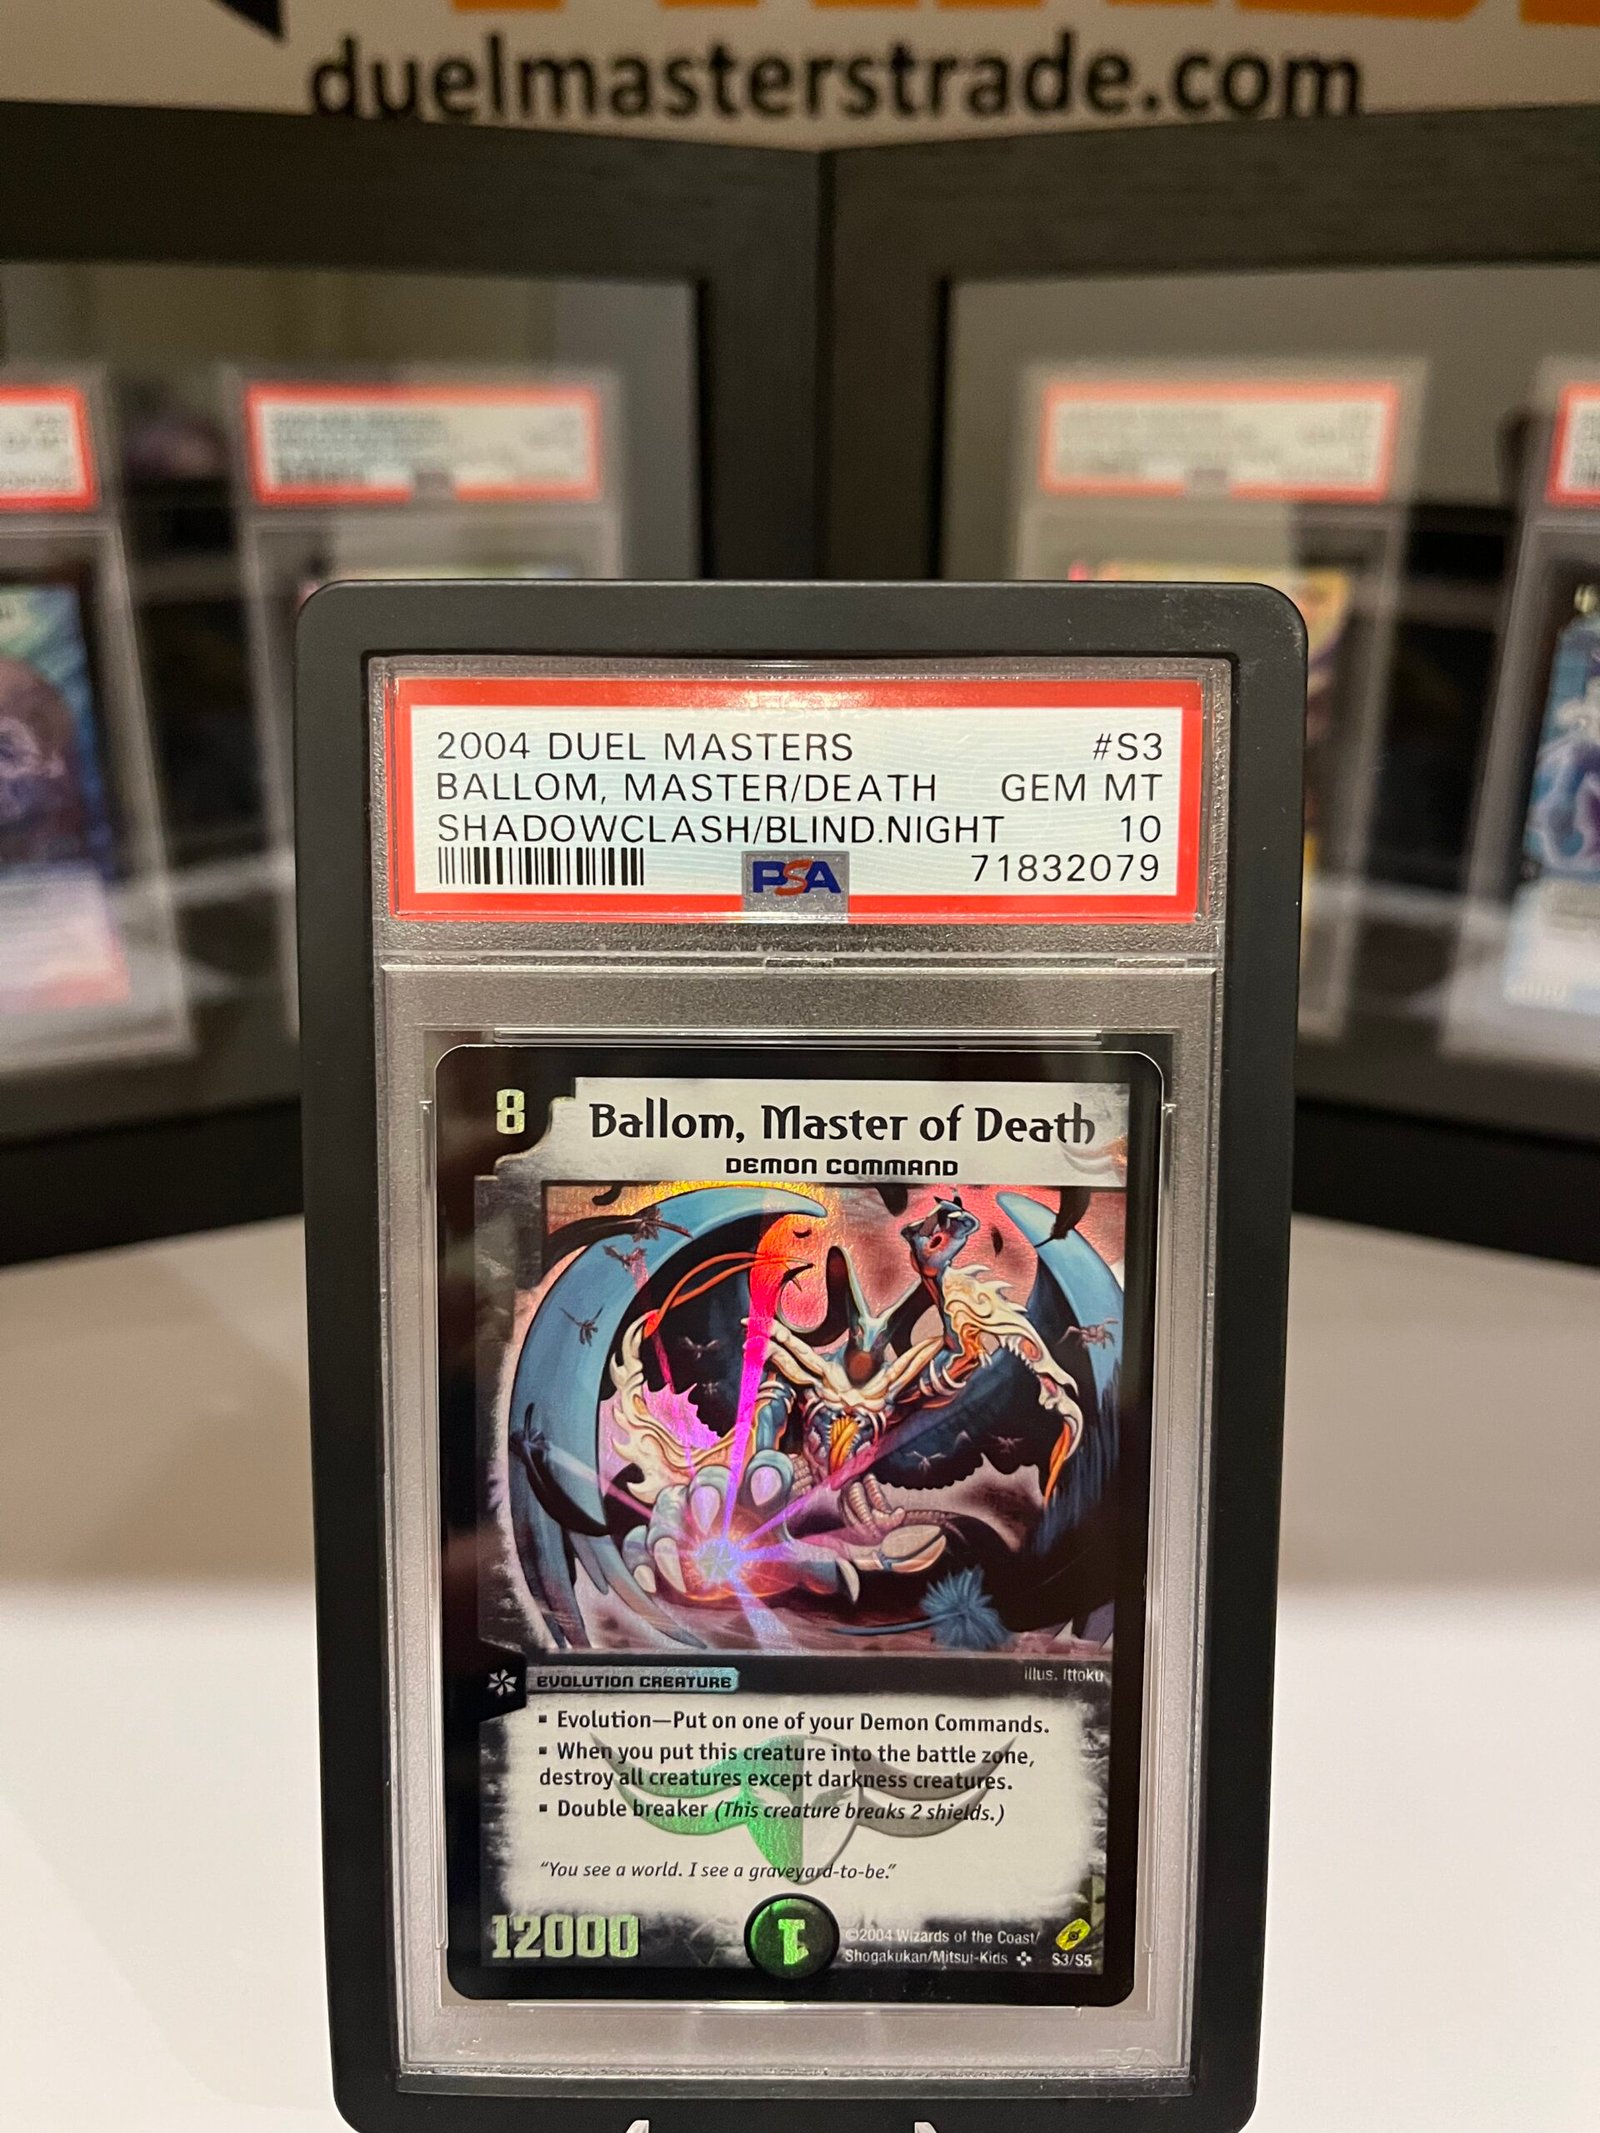 duelmasterstrade.com
2004 DUEL MASTERS #S3
BALLOM, MASTER/DEATH GEM MT
SHADOWCLASH/BLIND.NIGHT 10
PSA 71832079
8 Ballom, Master of Death
DEMON COMMAND
EVOLUTION CREATURE
illus. Ittoku
▪ Evolution—Put on one of your Demon Commands.
▪ When you put this creature into the battle zone,
destroy all creatures except darkness creatures.
▪ Double breaker (This creature breaks 2 shields.)
"You see a world. I see a graveyard-to-be."
12000
1
©2004 Wizards of the Coast/
Shogakukan/Mitsui-Kids S3/S5